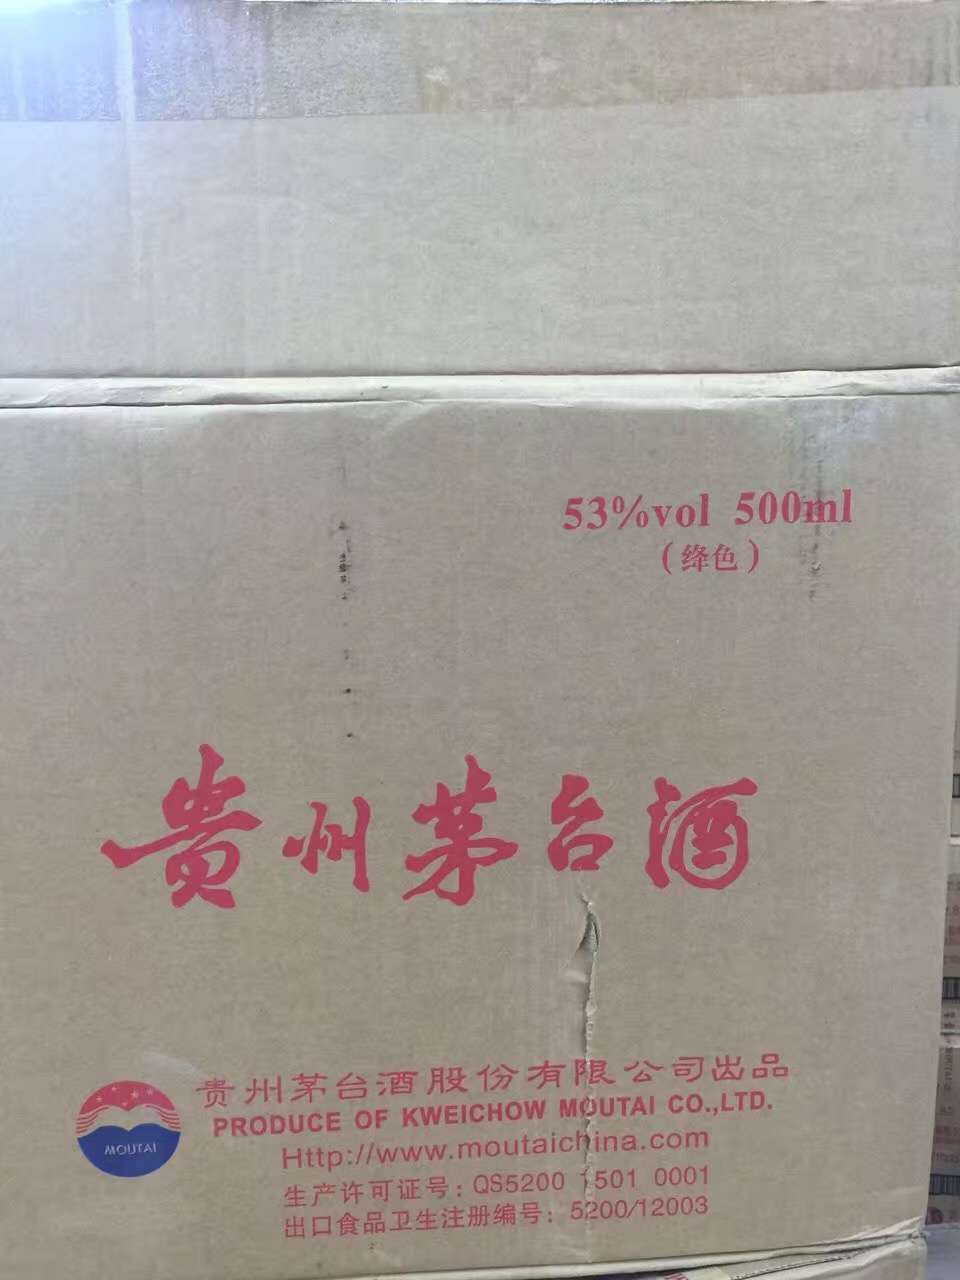 53%vol 500ml
(绛色)
贵州茅台酒
贵州茅台酒股份有限公司出品
PRODUCE OF KWEICHOW MOUTAI CO.,LTD.
MOUTAI
Http://www.moutaichina.com
生产许可证号: QS5200 1501 0001
出口食品卫生注册编号: 5200/12003